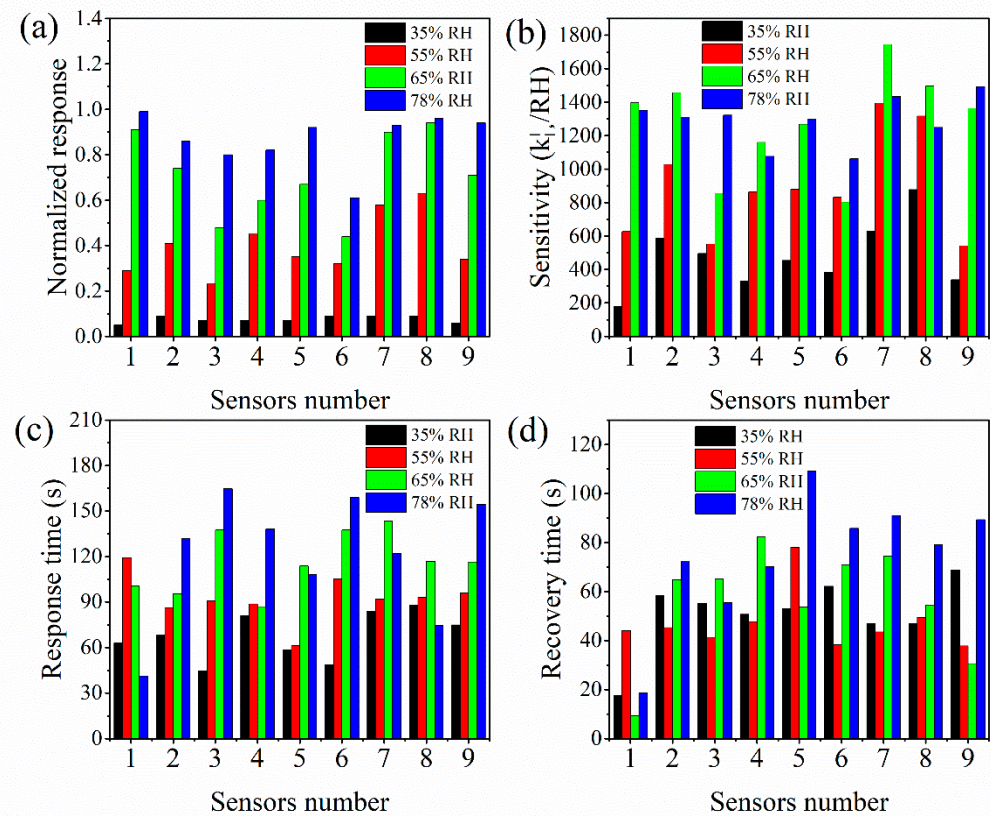 (a)
35% RH
55% RH
65% RH
78% RH
1.4
1.2
1.0
0.8
0.6
0.4
0.2
0.0
Normalized response
1 2 3 4 5 6 7 8 9
Sensors number
(b)
35% RH
55% RH
65% RH
78% RH
1800
1600
1400
1200
1000
800
600
400
200
0
Sensitivity (k¦,/RH)
1 2 3 4 5 6 7 8 9
Sensors number
(c)
35% RH
55% RH
65% RH
78% RH
210
180
150
120
90
60
30
0
Response time (s)
1 2 3 4 5 6 7 8 9
Sensors number
(d)
35% RH
55% RH
65% RH
78% RH
120
100
80
60
40
20
0
Recovery time (s)
1 2 3 4 5 6 7 8 9
Sensors number